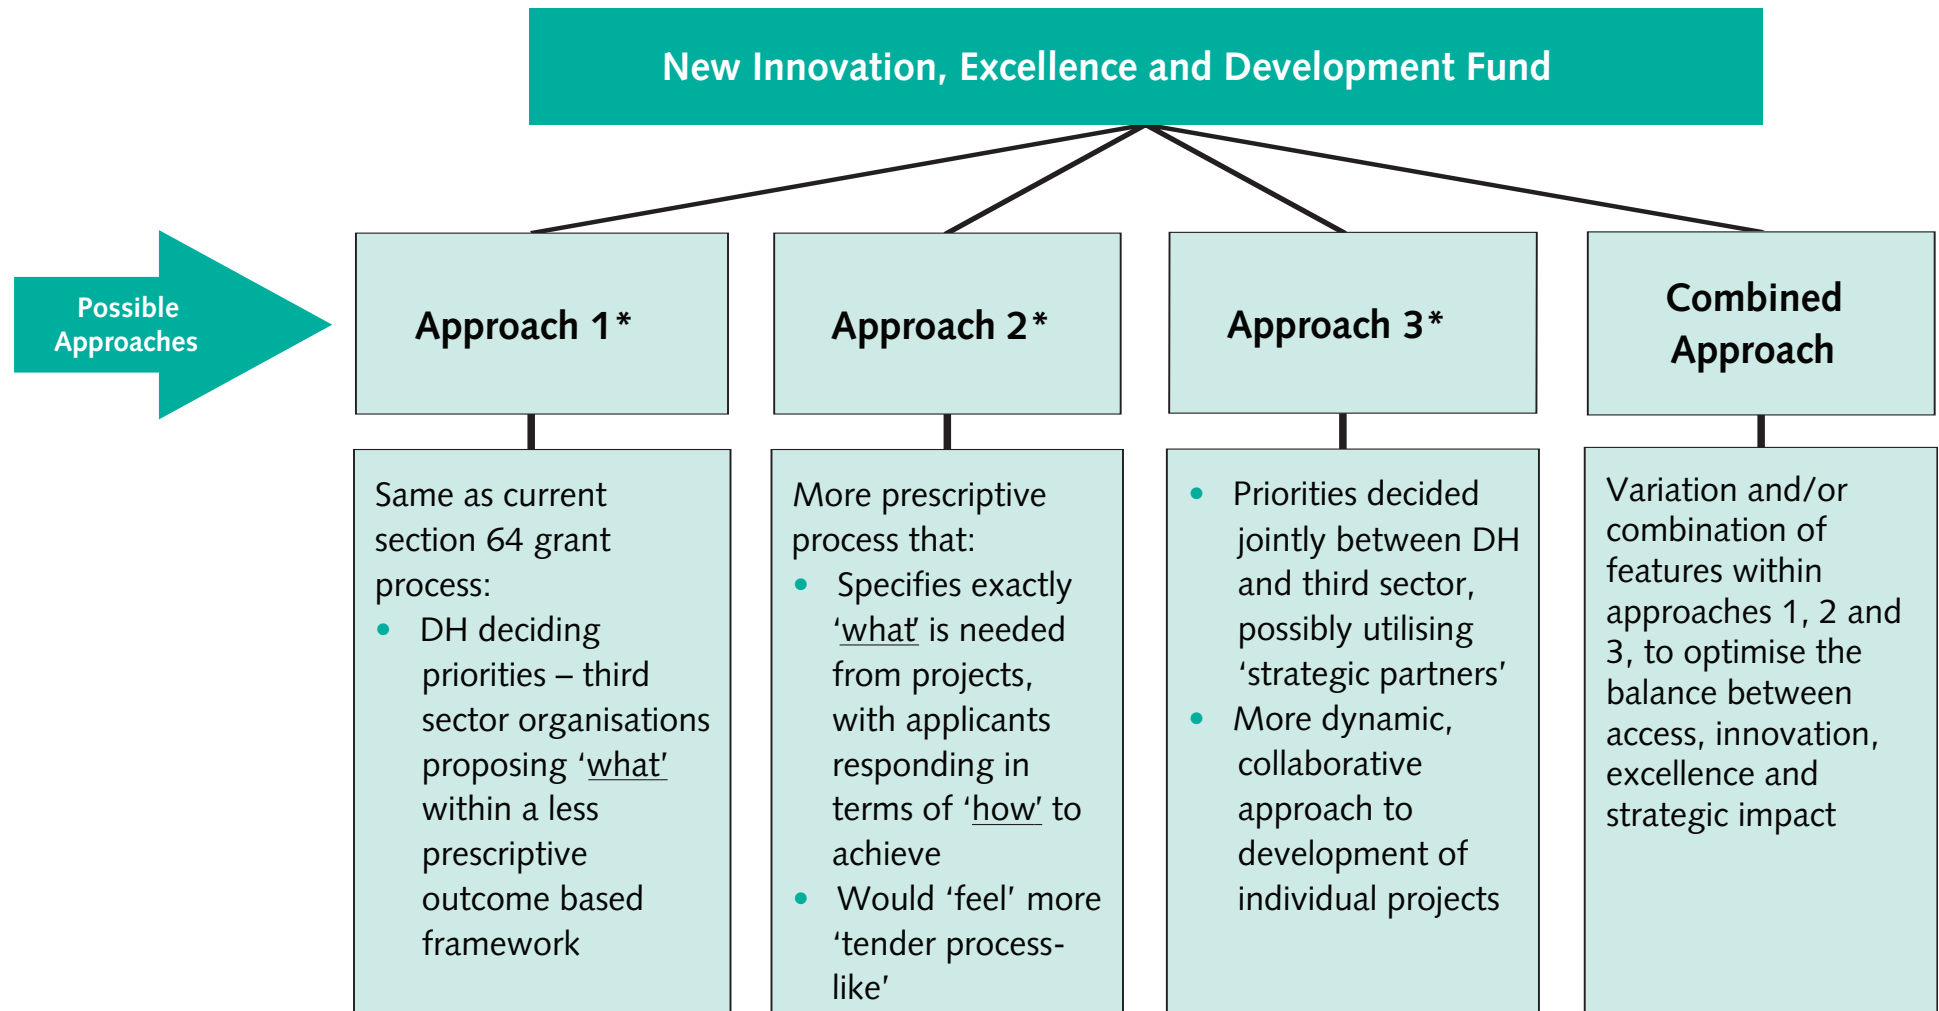 New Innovation, Excellence and Development Fund
Possible
Approaches
Approach 1*
Approach 2*
Approach 3*
Combined
Approach
Same as current
section 64 grant
process:
• DH deciding
priorities – third
sector organisations
proposing ‘what’
within a less
prescriptive
outcome based
framework
More prescriptive
process that:
• Specifies exactly
‘what’ is needed
from projects,
with applicants
responding in
terms of ‘how’ to
achieve
• Would ‘feel’ more
‘tender process-
like’
• Priorities decided
jointly between DH
and third sector,
possibly utilising
‘strategic partners’
• More dynamic,
collaborative
approach to
development of
individual projects
Variation and/or
combination of
features within
approaches 1, 2 and
3, to optimise the
balance between
access, innovation,
excellence and
strategic impact